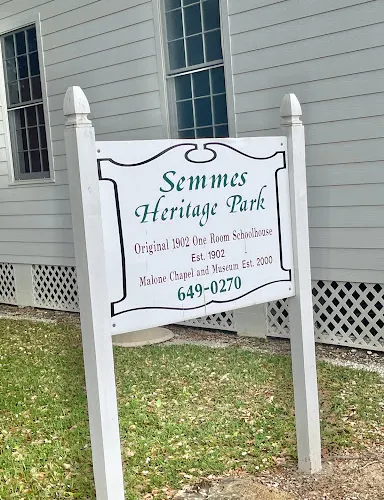 Semmes
Heritage Park
Original 1902 One Room Schoolhouse
Est. 1902
Malone Chapel and Museum Est. 2000
649-0270